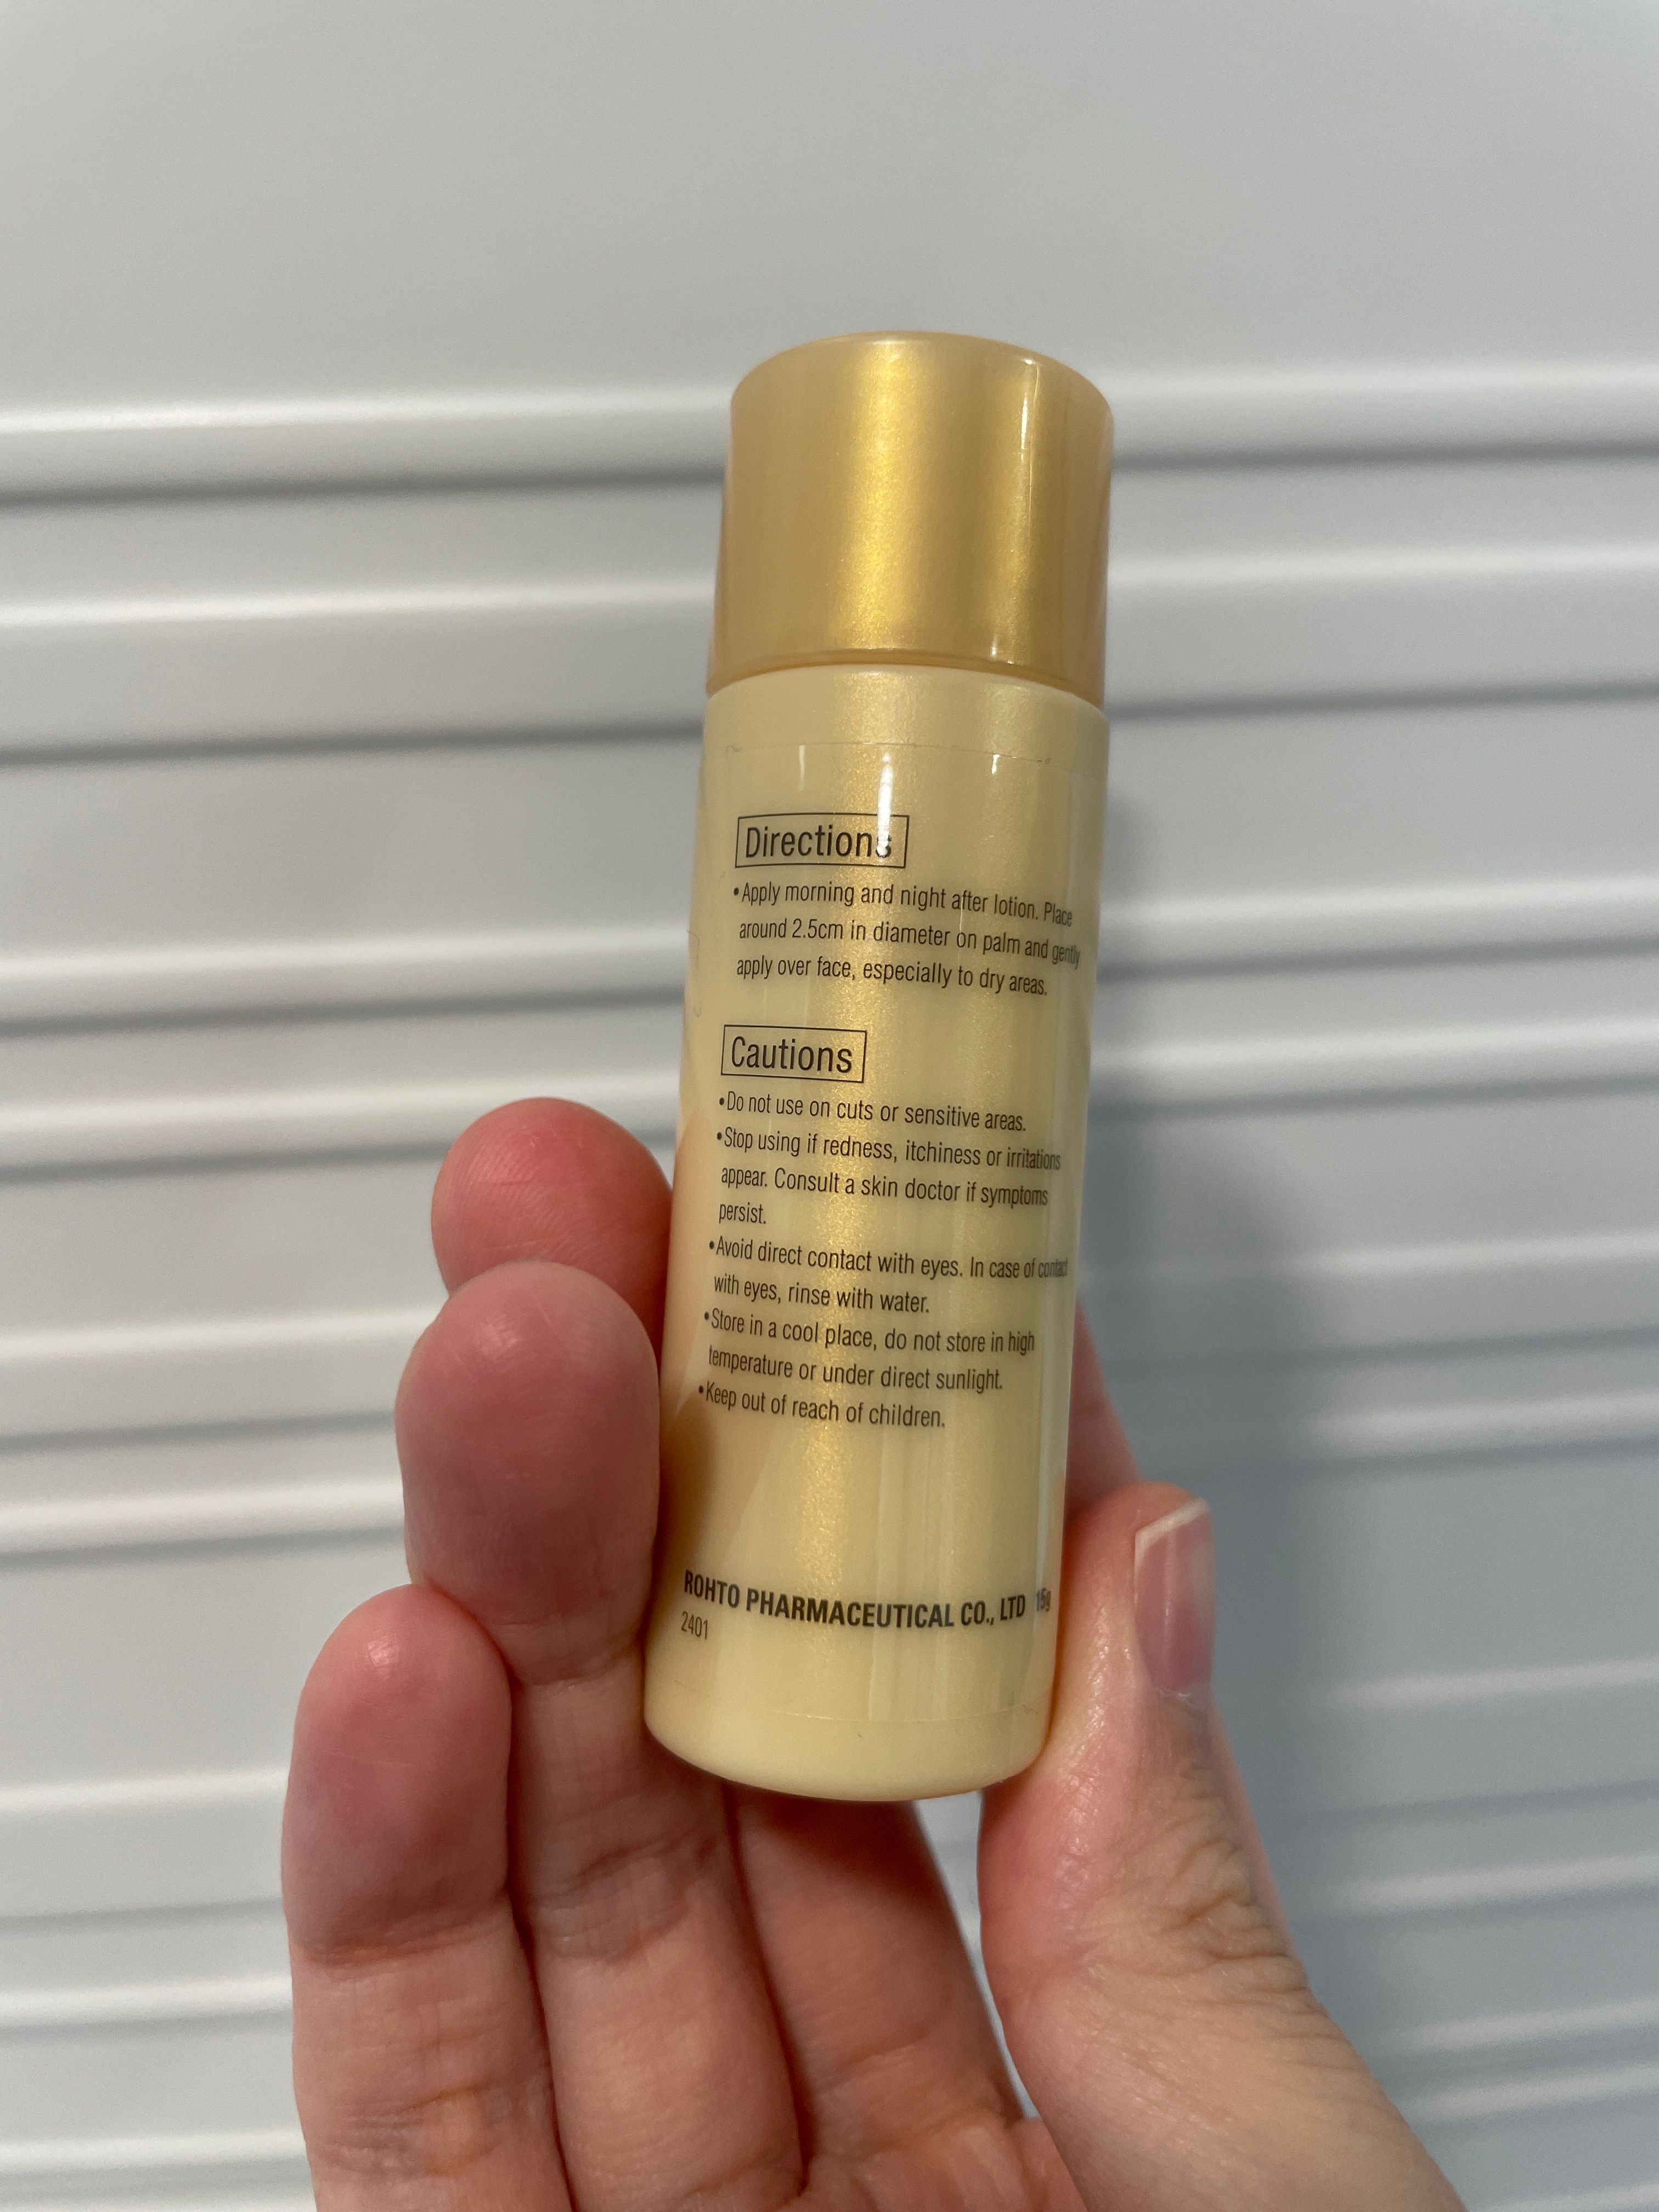 Directions
•Apply morning and night after lotion. Place
around 2.5cm in diameter on palm and gently
apply over face, especially to dry areas.
Cautions
•Do not use on cuts or sensitive areas.
•Stop using if redness, itchiness or irritations
appear. Consult a skin doctor if symptoms
persist.
•Avoid direct contact with eyes. In case of contact
with eyes, rinse with water.
•Store in a cool place, do not store in high
temperature or under direct sunlight.
•Keep out of reach of children.
ROHTO PHARMACEUTICAL CO., LTD 15g
2401